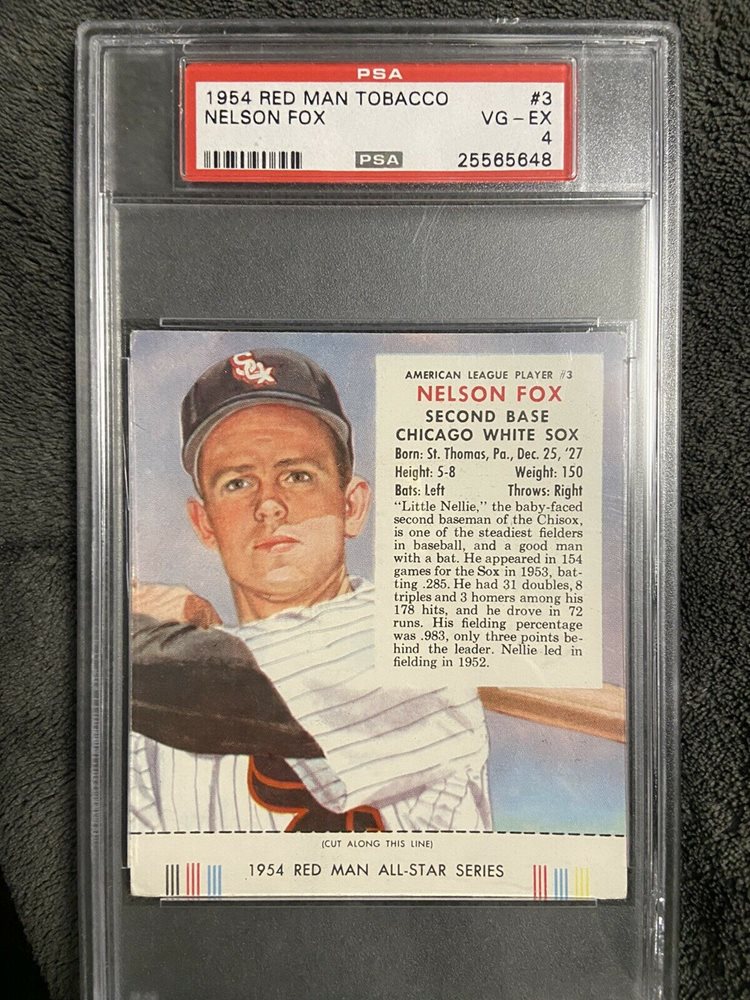 PSA
1954 RED MAN TOBACCO #3
NELSON FOX VG-EX
4
PSA 25565648
SOX
AMERICAN LEAGUE PLAYER #3
NELSON FOX
SECOND BASE
CHICAGO WHITE SOX
Born: St. Thomas, Pa., Dec. 25, '27
Height: 5-8 Weight: 150
Bats: Left Throws: Right
"Little Nellie," the baby-faced
second baseman of the Chisox,
is one of the steadiest fielders
in baseball, and a good man
with a bat. He appeared in 154
games for the Sox in 1953, bat-
ting .285. He had 31 doubles, 8
triples and 3 homers among his
178 hits, and he drove in 72
runs. His fielding percentage
was .983, only three points be-
hind the leader. Nellie led in
fielding in 1952.
(CUT ALONG THIS LINE)
1954 RED MAN ALL-STAR SERIES